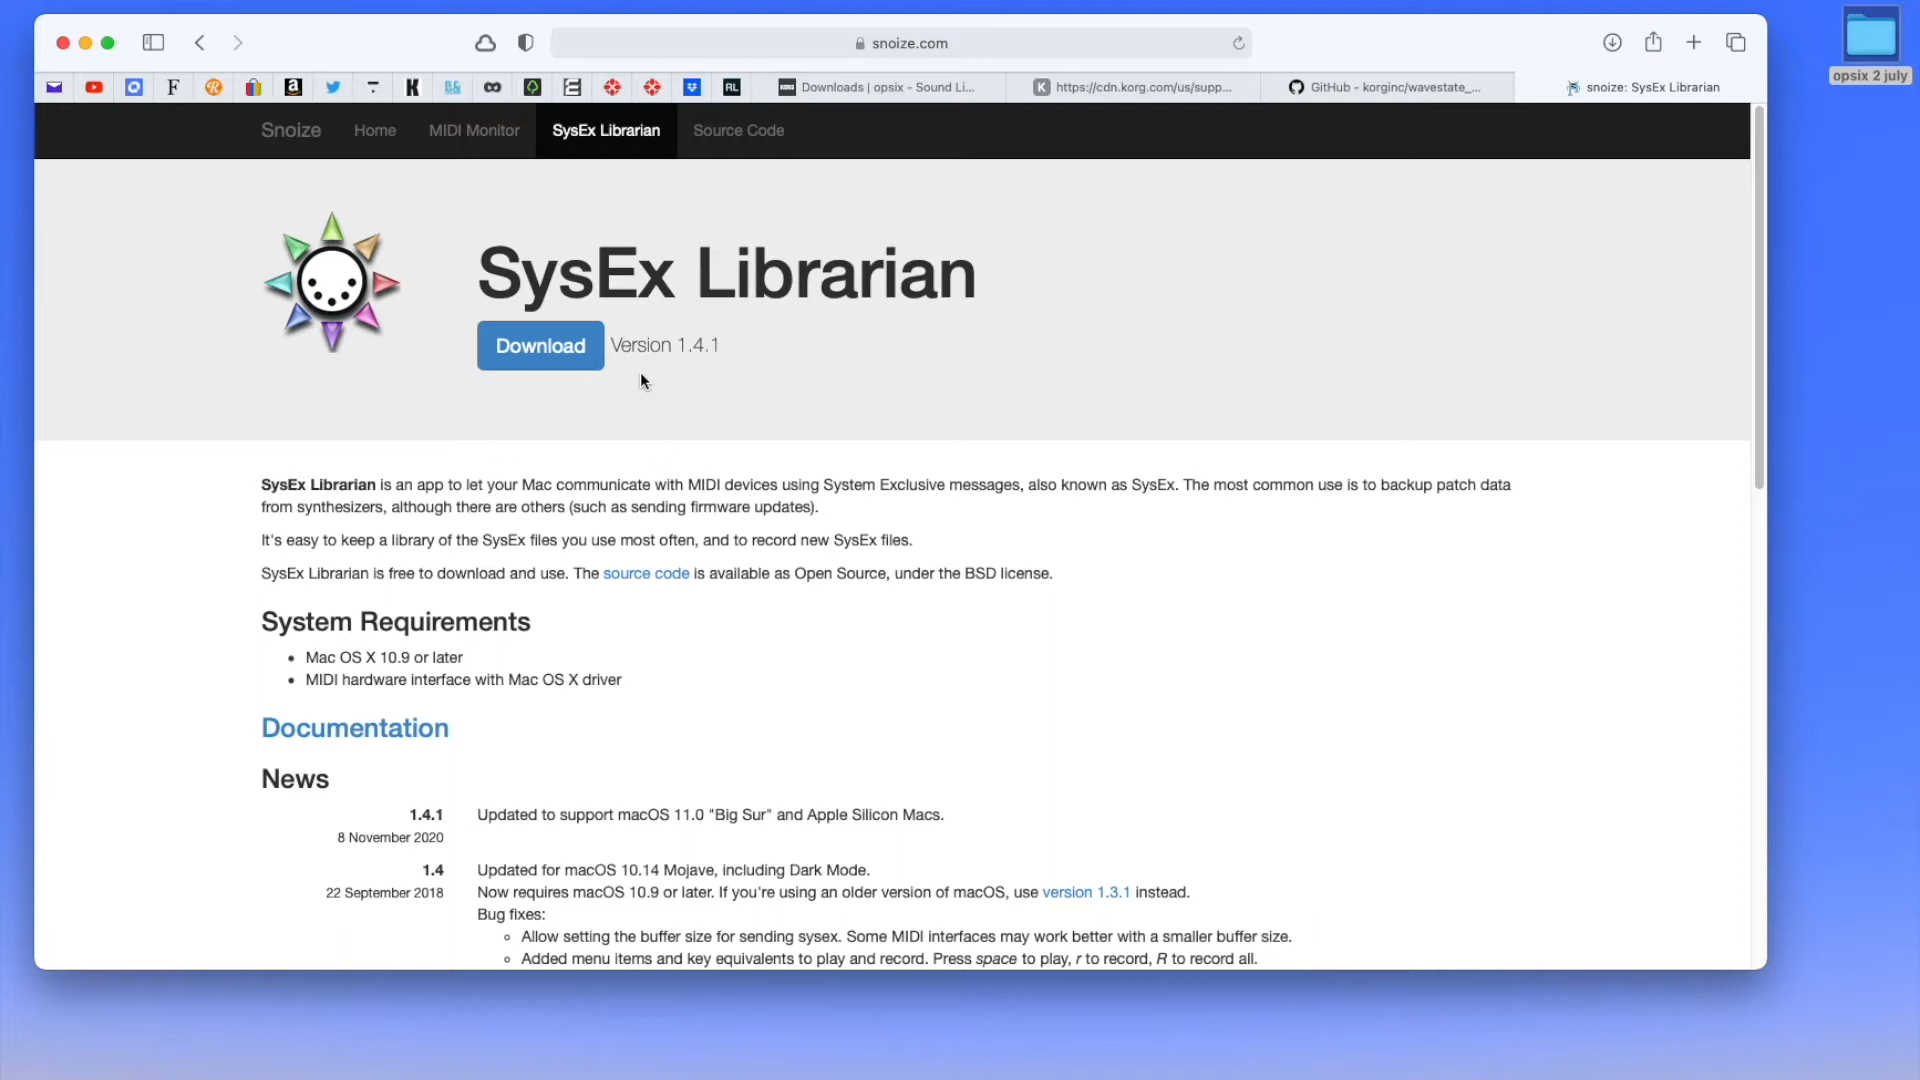 snoize.com
opsix 2 july
F
a
K
RL
KORG Downloads | opsix - Sound Li...
K https://cdn.korg.com/us/supp...
GitHub - korginc/wavestate_...
snoize: SysEx Librarian
Snoize Home MIDI Monitor SysEx Librarian Source Code
SysEx Librarian
Download Version 1.4.1
SysEx Librarian is an app to let your Mac communicate with MIDI devices using System Exclusive messages, also known as SysEx. The most common use is to backup patch data
from synthesizers, although there are others (such as sending firmware updates).
It's easy to keep a library of the SysEx files you use most often, and to record new SysEx files.
SysEx Librarian is free to download and use. The source code is available as Open Source, under the BSD license.
System Requirements
• Mac OS X 10.9 or later
• MIDI hardware interface with Mac OS X driver
Documentation
News
1.4.1 Updated to support macOS 11.0 "Big Sur" and Apple Silicon Macs.
8 November 2020
1.4 Updated for macOS 10.14 Mojave, including Dark Mode.
22 September 2018 Now requires macOS 10.9 or later. If you're using an older version of macOS, use version 1.3.1 instead.
Bug fixes:
Allow setting the buffer size for sending sysex. Some MIDI interfaces may work better with a smaller buffer size.
Added menu items and key equivalents to play and record. Press space to play, r to record, R to record all.